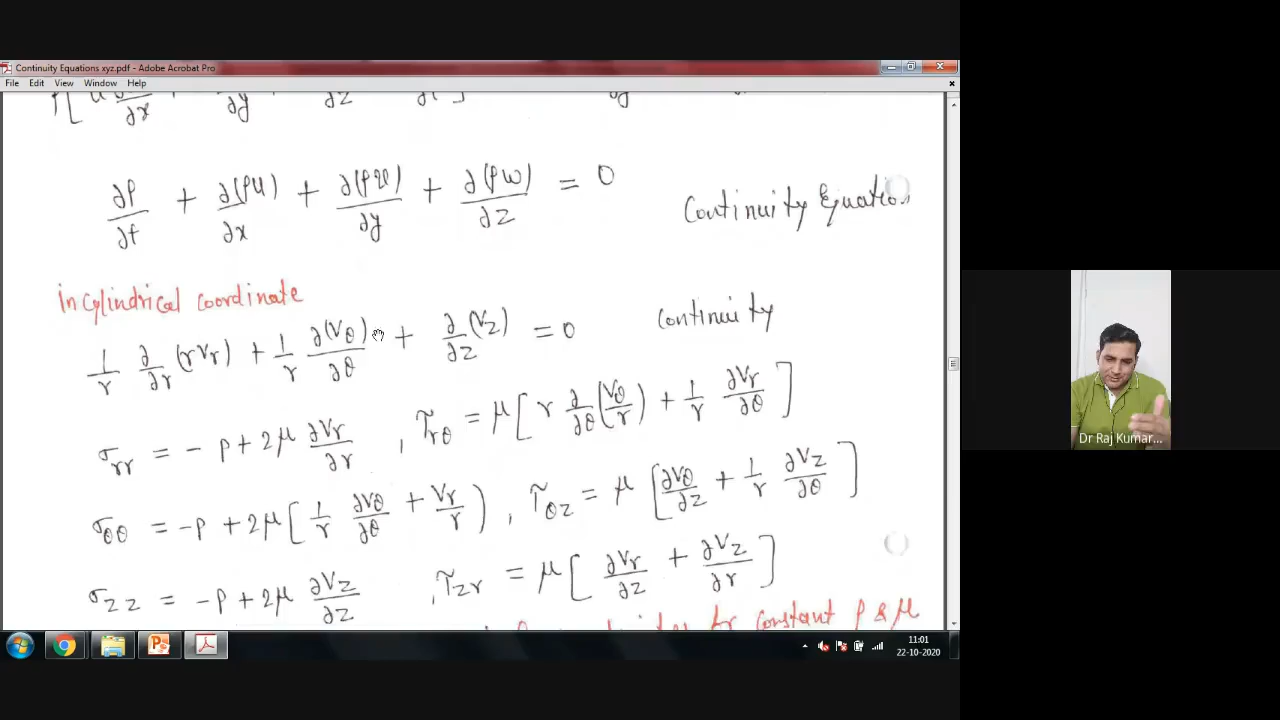 Continuity Equations xyz.pdf - Adobe Acrobat Pro
File Edit View Window Help
∂x ∂y ∂z
∂ρ/∂t + ∂(ρu)/∂x + ∂(ρv)/∂y + ∂(ρw)/∂z = 0 Continuity Equation
In cylindrical coordinate
1/r ∂/∂r (rVr) + 1/r ∂(Vθ)/∂θ + ∂/∂z (Vz) = 0 Continuity
σrr = - p + 2μ ∂Vr/∂r , τrθ = μ [ r ∂/∂θ (Vθ/r) + 1/r ∂Vr/∂θ ]
σθθ = -p + 2μ [ 1/r ∂Vθ/∂θ + Vr/r ) , τθz = μ [ ∂Vθ/∂z + 1/r ∂Vz/∂θ ]
σzz = -p + 2μ ∂Vz/∂z , τzr = μ [ ∂Vr/∂z + ∂Vz/∂r ]
for constant ρ & μ
Dr Raj Kumar...
11:01
22-10-2020